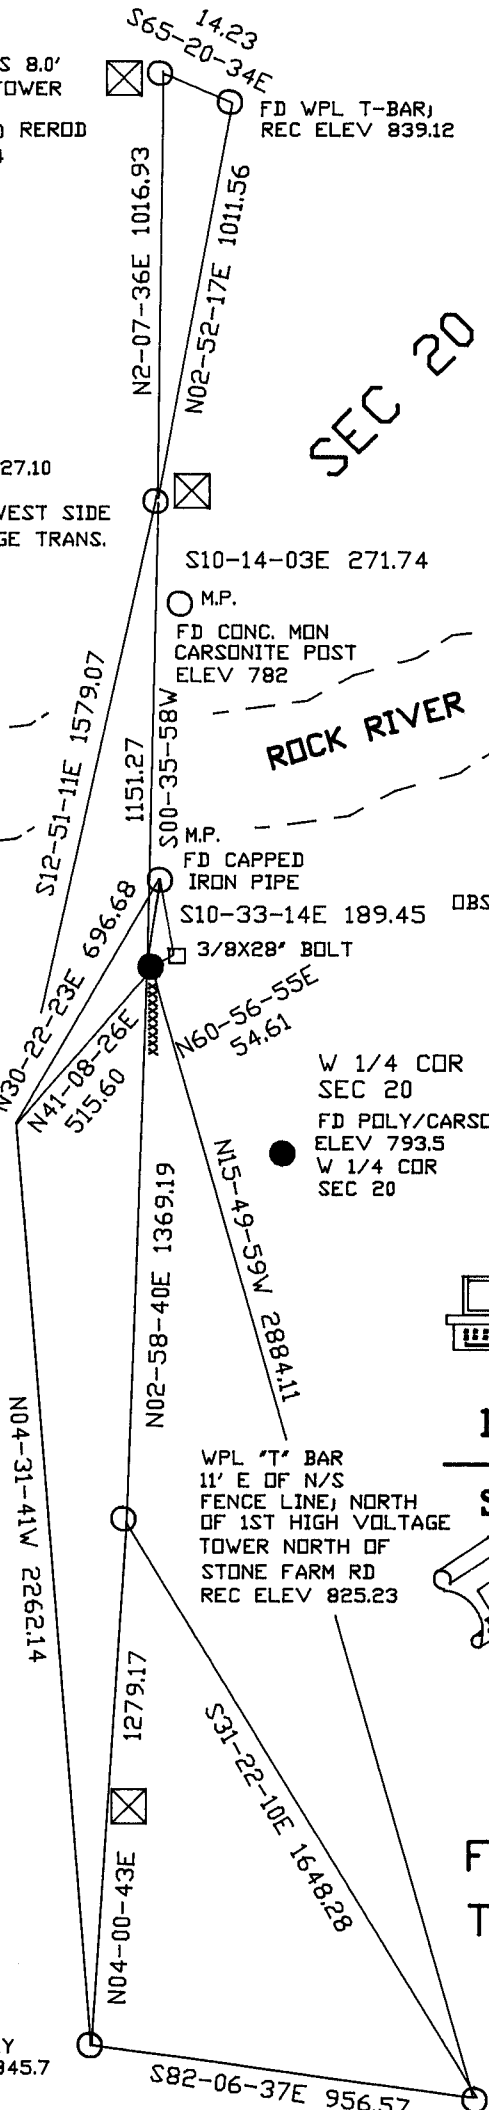 14.23
S65-20-34E
S 8.0'
TOWER
REROD
FD WPL T-BAR;
REC ELEV 839.12
N2-07-36E 1016.93
N02-52-17E 1011.56
SEC 20
27.10
WEST SIDE
GE TRANS.
S10-14-03E 271.74
M.P.
FD CONC. MON
CARSONITE POST
ELEV 782
S12-51-11E 1579.07
1151.27
S00-35-58W
ROCK RIVER
M.P.
FD CAPPED
IRON PIPE
S10-33-14E 189.45
OBS
3/8X28" BOLT
N30-22-23E 696.68
N41-08-26E
515.60
N60-56-55E
54.61
W 1/4 COR
SEC 20
FD POLY/CARSO
ELEV 793.5
W 1/4 COR
SEC 20
N02-58-40E 1369.19
N15-49-59W 2884.11
N04-31-41W 2262.14
WPL "T" BAR
11' E OF N/S
FENCE LINE; NORTH
OF 1ST HIGH VOLTAGE
TOWER NORTH OF
STONE FARM RD
REC ELEV 825.23
1279.17
N04-00-43E
S31-22-10E 1648.28
F
T
Y
845.7
S82-06-37E 956.57